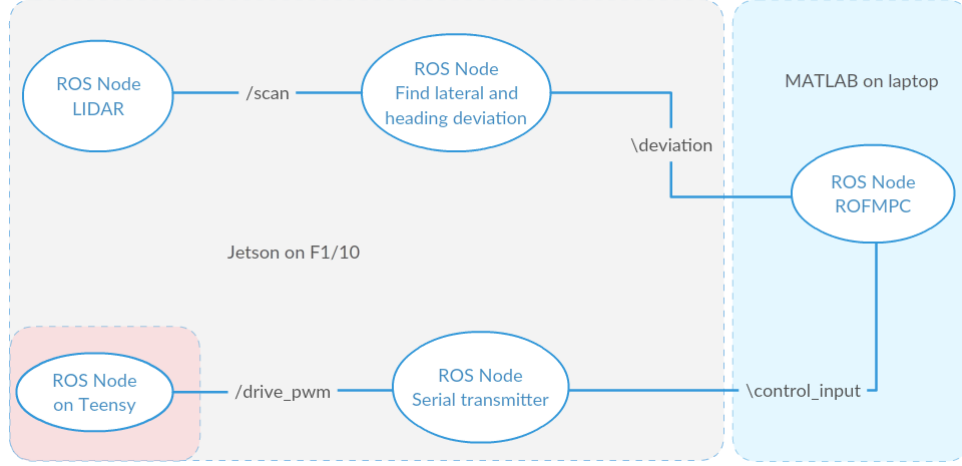 ROS Node
LIDAR
/scan
ROS Node
Find lateral and
heading deviation
\deviation
MATLAB on laptop
ROS Node
ROFMPC
Jetson on F1/10
ROS Node
on Teensy
/drive_pwm
ROS Node
Serial transmitter
\control_input